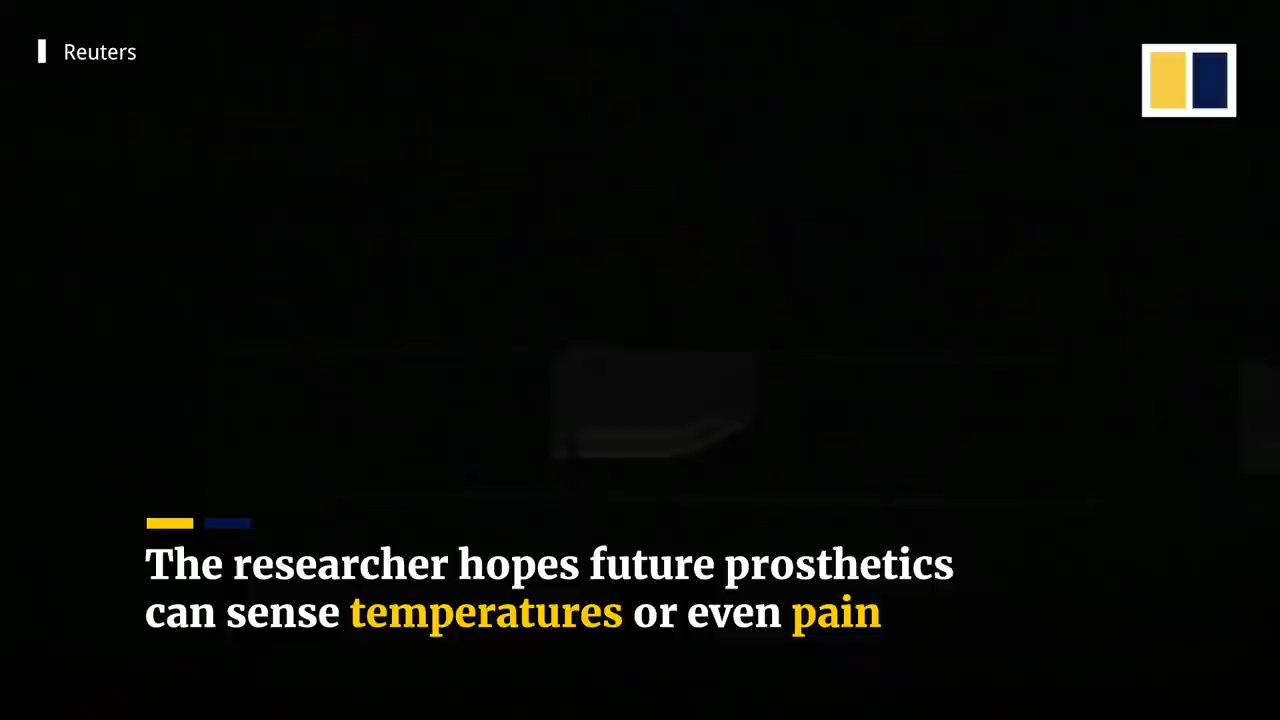 Reuters
The researcher hopes future prosthetics
can sense temperatures or even pain